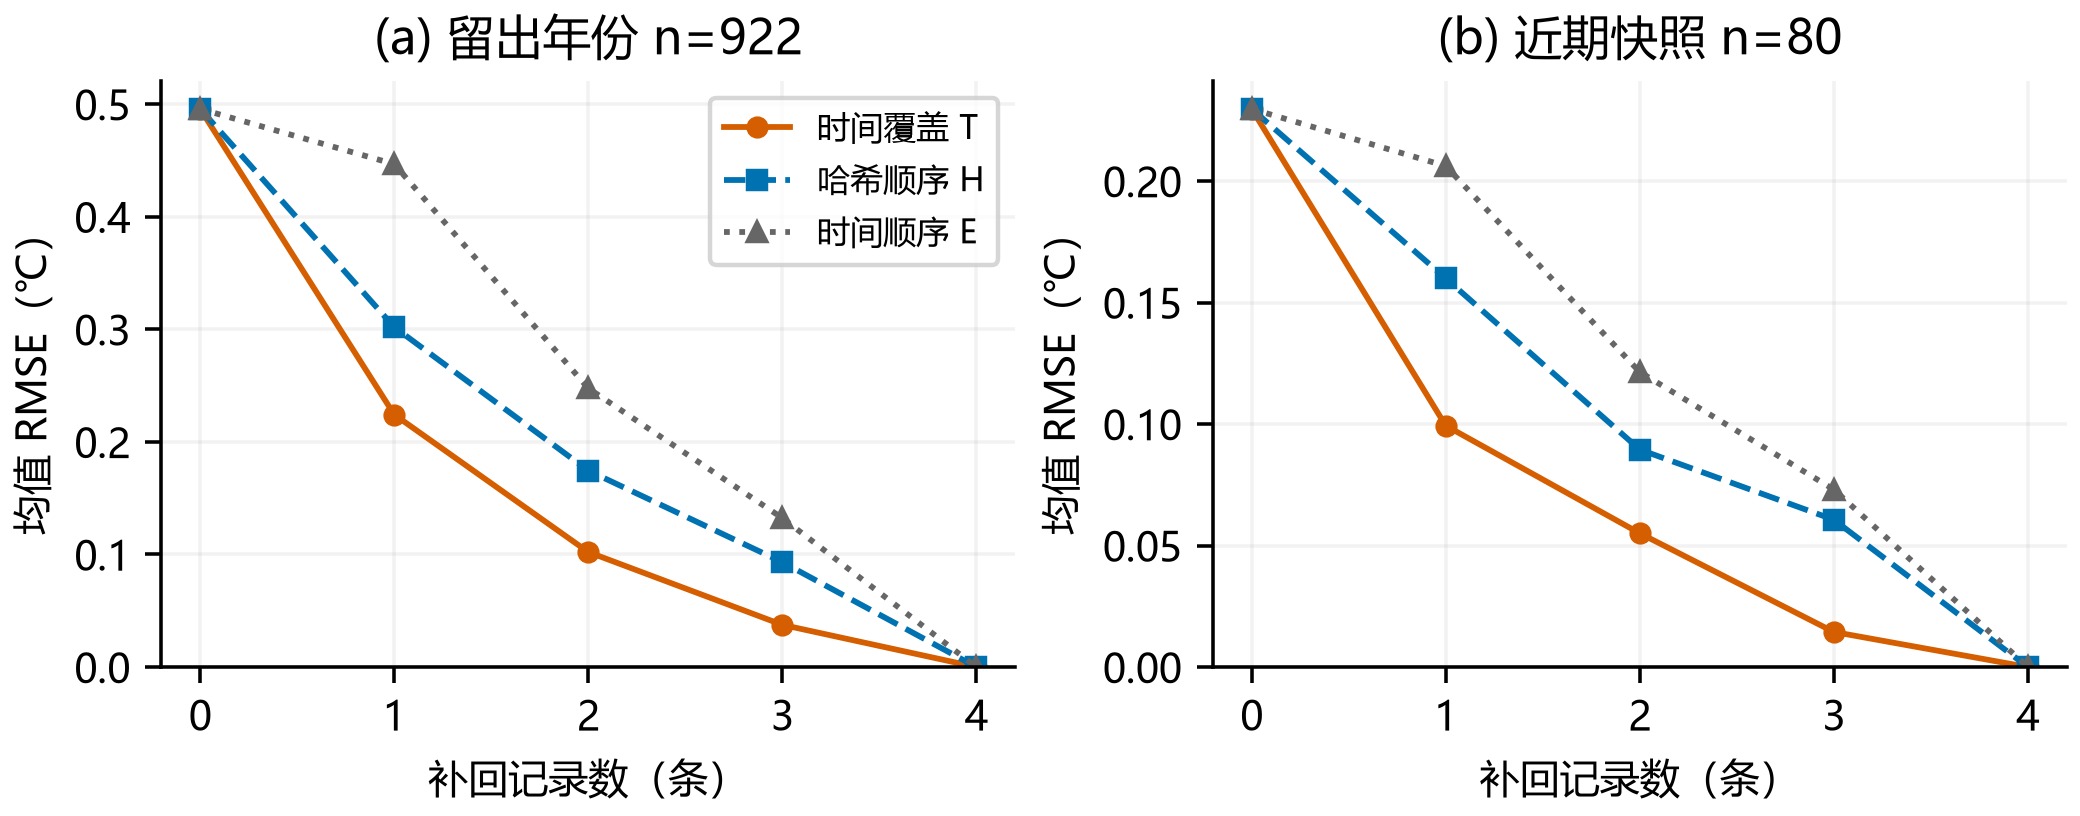 (a) 留出年份 n=922
均值 RMSE（°C）
0.5
0.4
0.3
0.2
0.1
0.0
0 1 2 3 4
补回记录数（条）
时间覆盖 T
哈希顺序 H
时间顺序 E
(b) 近期快照 n=80
均值 RMSE（°C）
0.20
0.15
0.10
0.05
0.00
0 1 2 3 4
补回记录数（条）